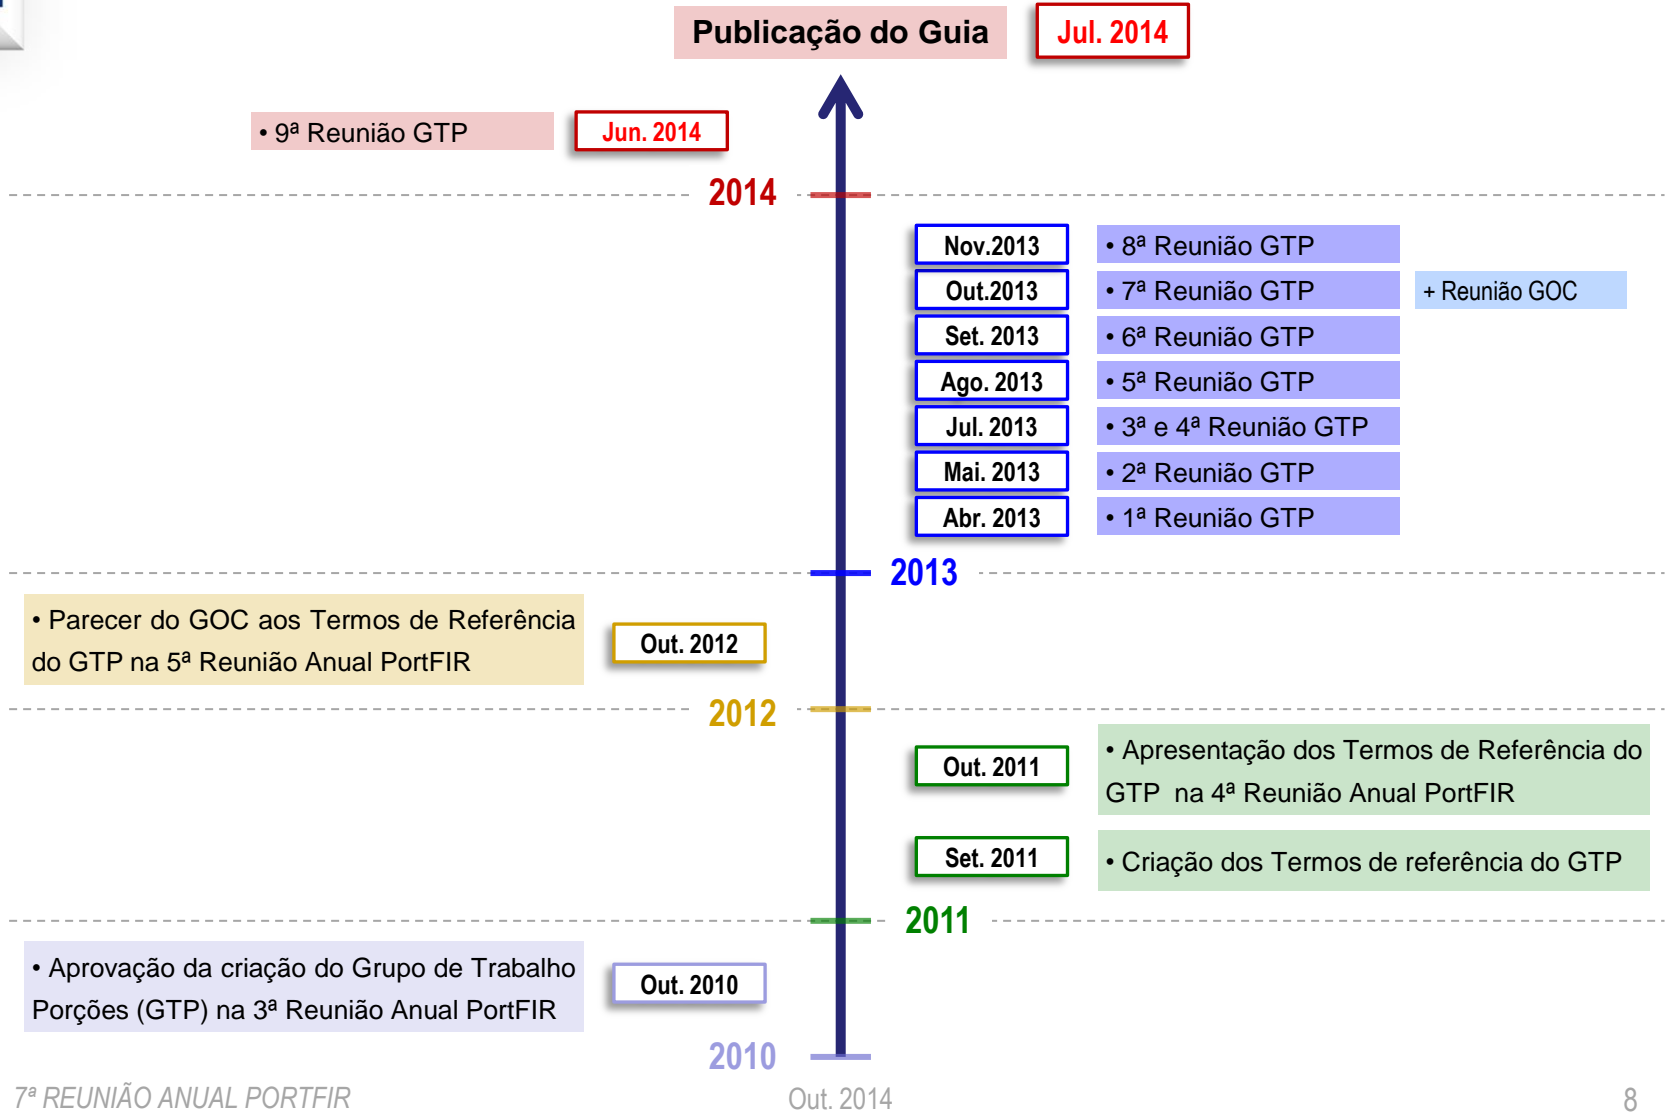 Publicação do Guia
Jul. 2014
• 9ª Reunião GTP
Jun. 2014
2014
Nov.2013
• 8ª Reunião GTP
Out.2013
• 7ª Reunião GTP
+ Reunião GOC
Set. 2013
• 6ª Reunião GTP
Ago. 2013
• 5ª Reunião GTP
Jul. 2013
• 3ª e 4ª Reunião GTP
Mai. 2013
• 2ª Reunião GTP
Abr. 2013
• 1ª Reunião GTP
2013
• Parecer do GOC aos Termos de Referência
do GTP na 5ª Reunião Anual PortFIR
Out. 2012
2012
Out. 2011
• Apresentação dos Termos de Referência do
GTP na 4ª Reunião Anual PortFIR
Set. 2011
• Criação dos Termos de referência do GTP
2011
• Aprovação da criação do Grupo de Trabalho
Porções (GTP) na 3ª Reunião Anual PortFIR
Out. 2010
2010
7ª REUNIÃO ANUAL PORTFIR
Out. 2014
8